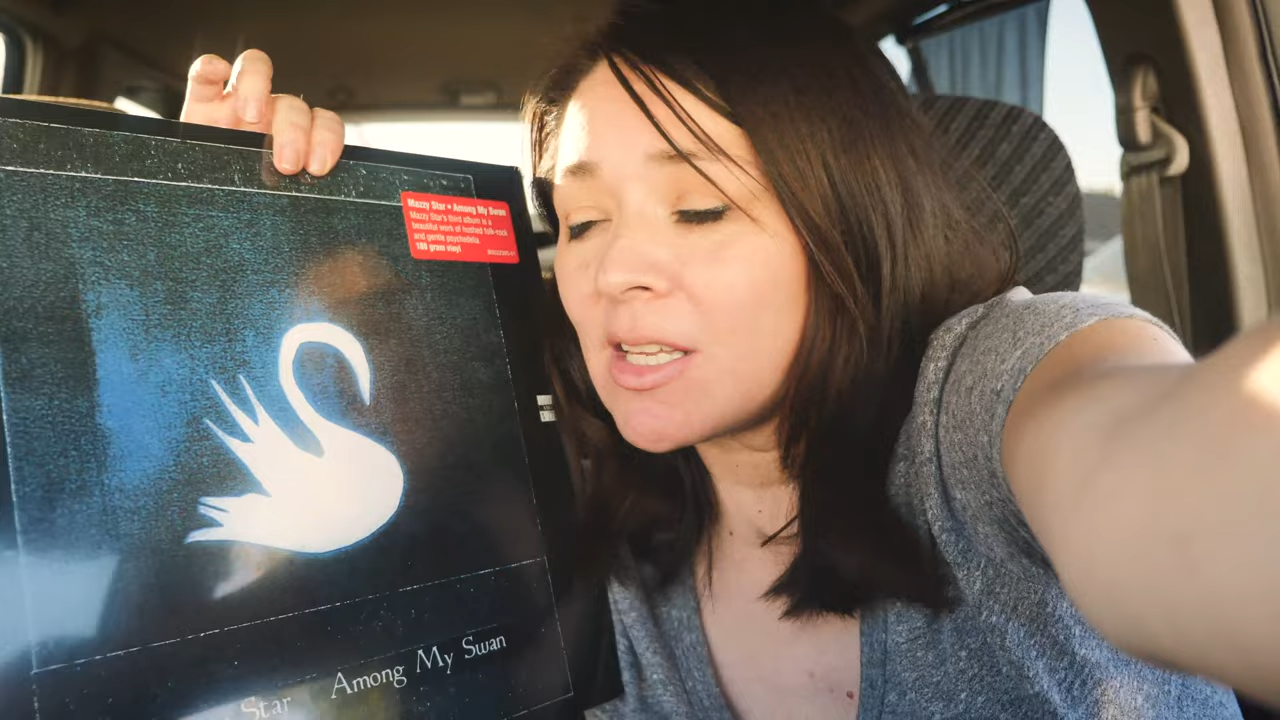 Mazzy Star • Among My Swan
Mazzy Star's third album is a
beautiful work of hushed folk-rock
and gentle psychedelia.
180 gram vinyl
Star Among My Swan